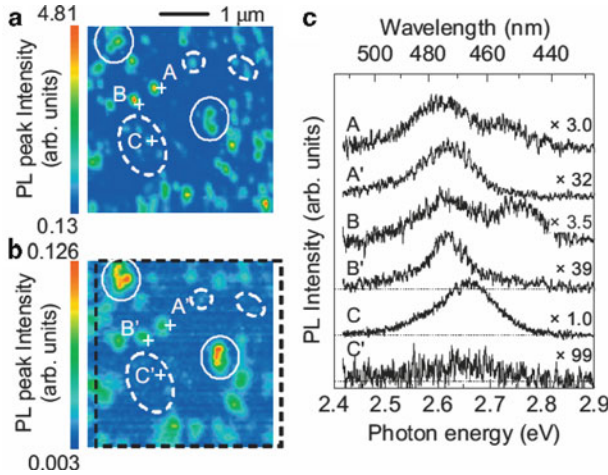 a
4.81
1 μm
PL peak Intensity
(arb. units)
0.13
A
B
C
b
0.126
PL peak Intensity
(arb. units)
0.003
A'
B'
C'
c
Wavelength (nm)
500 480 460 440
PL Intensity (arb. units)
A × 3.0
A' × 32
B × 3.5
B' × 39
C × 1.0
C' × 99
2.4 2.5 2.6 2.7 2.8 2.9
Photon energy (eV)